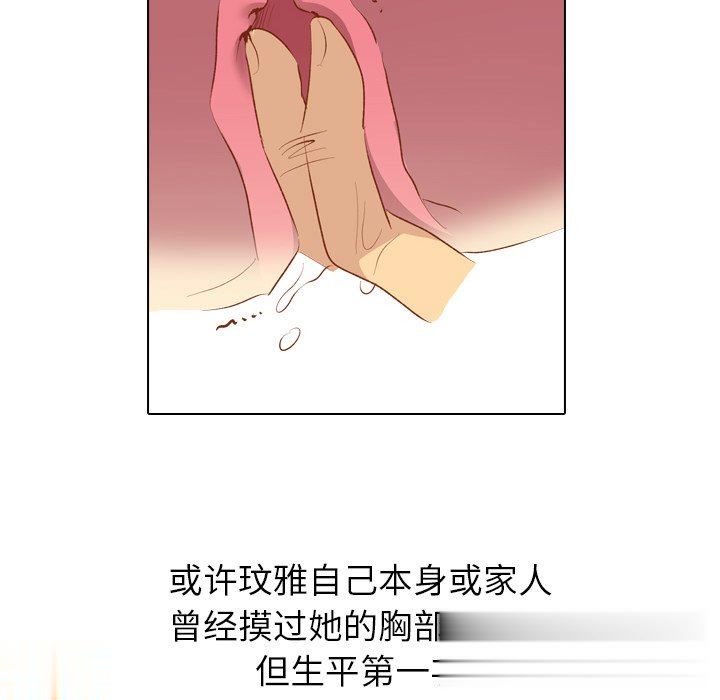 或许玟雅自己本身或家人
曾经摸过她的胸部
但生平第一